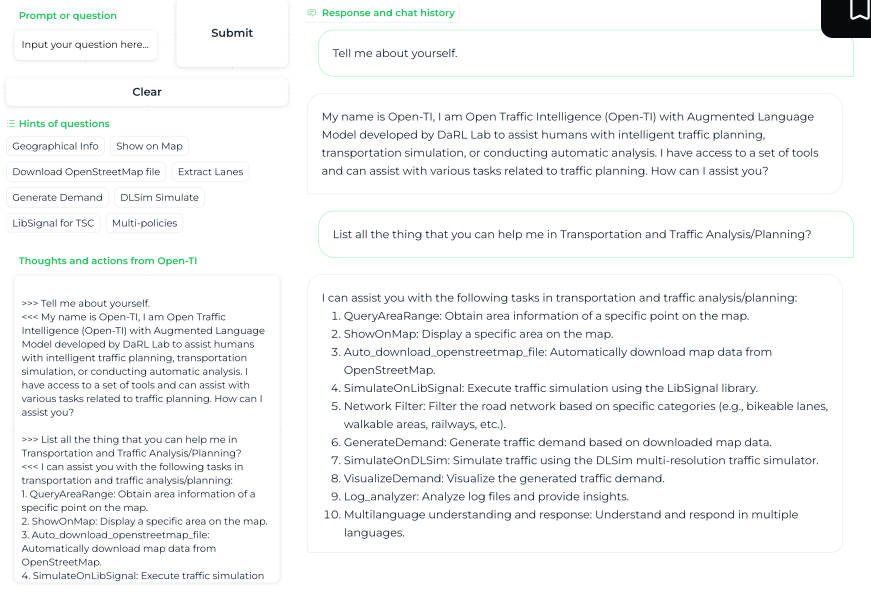 Prompt or question
Input your question here...
Submit
Clear
Hints of questions
Geographical Info
Show on Map
Download OpenStreetMap file
Extract Lanes
Generate Demand
DLSim Simulate
LibSignal for TSC
Multi-policies
Thoughts and actions from Open-TI
>>> Tell me about yourself.
<<< My name is Open-TI, I am Open Traffic
Intelligence (Open-TI) with Augmented Language
Model developed by DaRL Lab to assist humans
with intelligent traffic planning, transportation
simulation, or conducting automatic analysis. I
have access to a set of tools and can assist with
various tasks related to traffic planning. How can I
assist you?
>>> List all the thing that you can help me in
Transportation and Traffic Analysis/Planning?
<<< I can assist you with the following tasks in
transportation and traffic analysis/planning:
1. QueryAreaRange: Obtain area information of a
specific point on the map.
2. ShowOnMap: Display a specific area on the map.
3. Auto_download_openstreetmap_file:
Automatically download map data from
OpenStreetMap.
4. SimulateOnLibSignal: Execute traffic simulation
Response and chat history
Tell me about yourself.
My name is Open-TI, I am Open Traffic Intelligence (Open-TI) with Augmented Language
Model developed by DaRL Lab to assist humans with intelligent traffic planning,
transportation simulation, or conducting automatic analysis. I have access to a set of tools
and can assist with various tasks related to traffic planning. How can I assist you?
List all the thing that you can help me in Transportation and Traffic Analysis/Planning?
I can assist you with the following tasks in transportation and traffic analysis/planning:
1. QueryAreaRange: Obtain area information of a specific point on the map.
2. ShowOnMap: Display a specific area on the map.
3. Auto_download_openstreetmap_file: Automatically download map data from
OpenStreetMap.
4. SimulateOnLibSignal: Execute traffic simulation using the LibSignal library.
5. Network Filter: Filter the road network based on specific categories (e.g., bikeable lanes,
walkable areas, railways, etc.).
6. GenerateDemand: Generate traffic demand based on downloaded map data.
7. SimulateOnDLSim: Simulate traffic using the DLSim multi-resolution traffic simulator.
8. VisualizeDemand: Visualize the generated traffic demand.
9. Log_analyzer: Analyze log files and provide insights.
10. Multilanguage understanding and response: Understand and respond in multiple
languages.